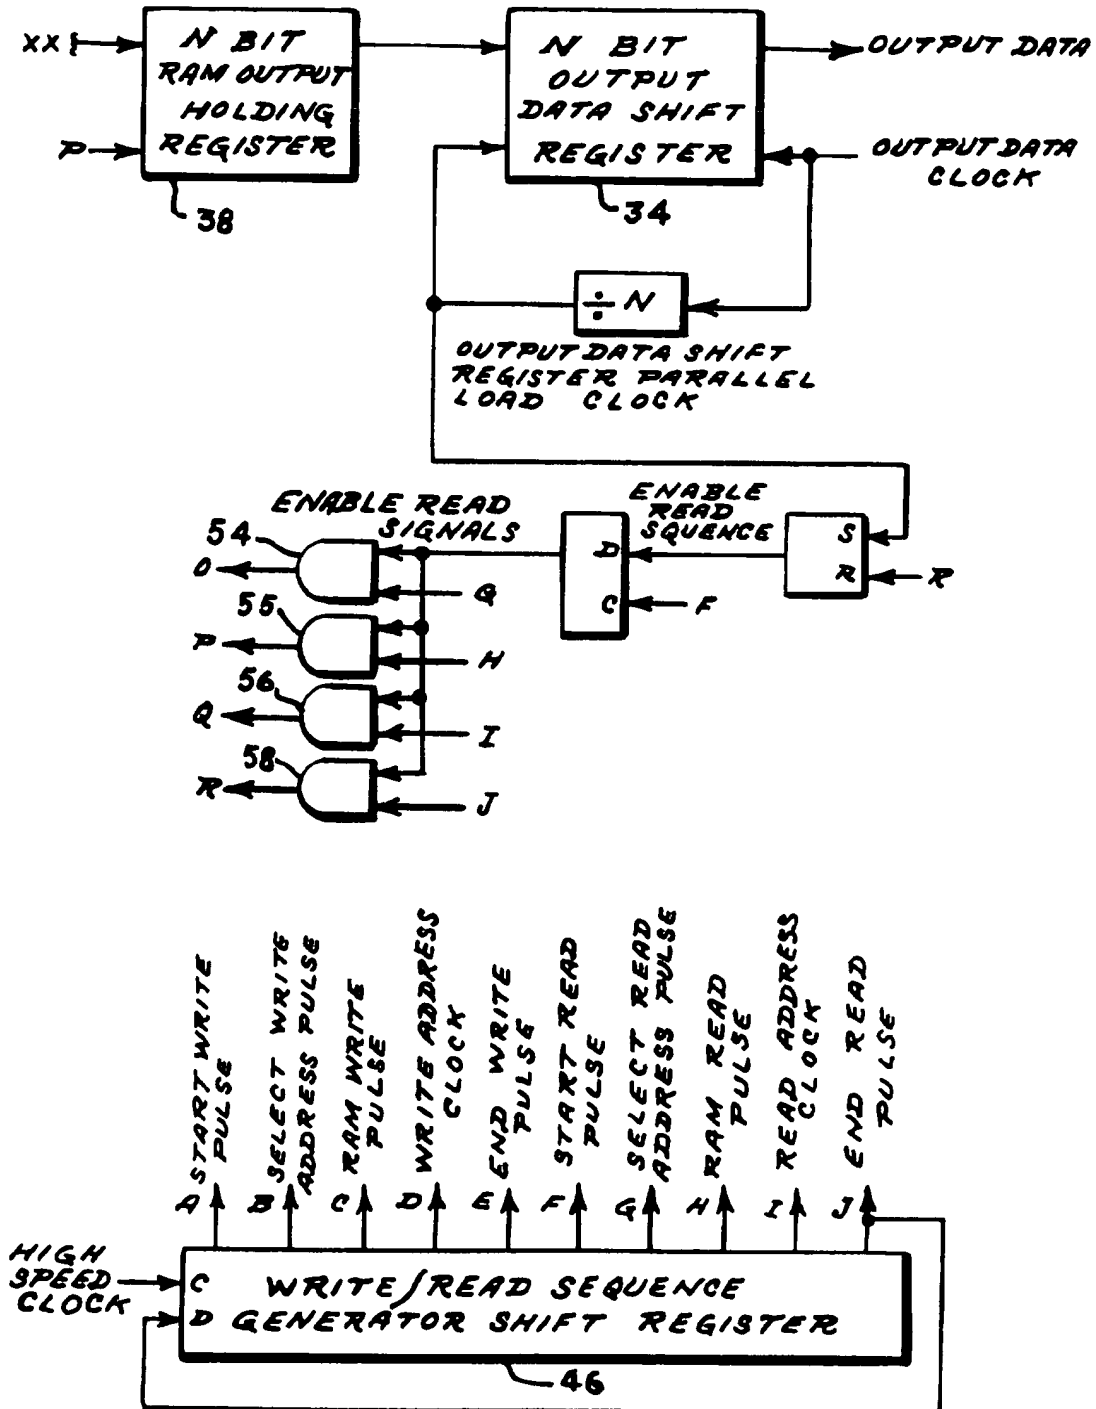 XX
N BIT
RAM OUTPUT
HOLDING
REGISTER
P
38
N BIT
OUTPUT
DATA SHIFT
REGISTER
34
OUTPUT DATA
OUTPUT DATA
CLOCK
÷ N
OUTPUT DATA SHIFT
REGISTER PARALLEL
LOAD CLOCK
ENABLE READ
SIGNALS
ENABLE
READ
SQUENCE
S
R
R
D
C
F
54
O
G
55
P
H
56
Q
I
58
R
J
START WRITE
PULSE
SELECT WRITE
ADDRESS PULSE
RAM WRITE
PULSE
WRITE ADDRESS
CLOCK
END WRITE
PULSE
START READ
PULSE
SELECT READ
ADDRESS PULSE
RAM READ
PULSE
READ ADDRESS
CLOCK
END READ
PULSE
A
B
C
D
E
F
G
H
I
J
HIGH
SPEED
CLOCK
C
D
WRITE/READ SEQUENCE
GENERATOR SHIFT REGISTER
46